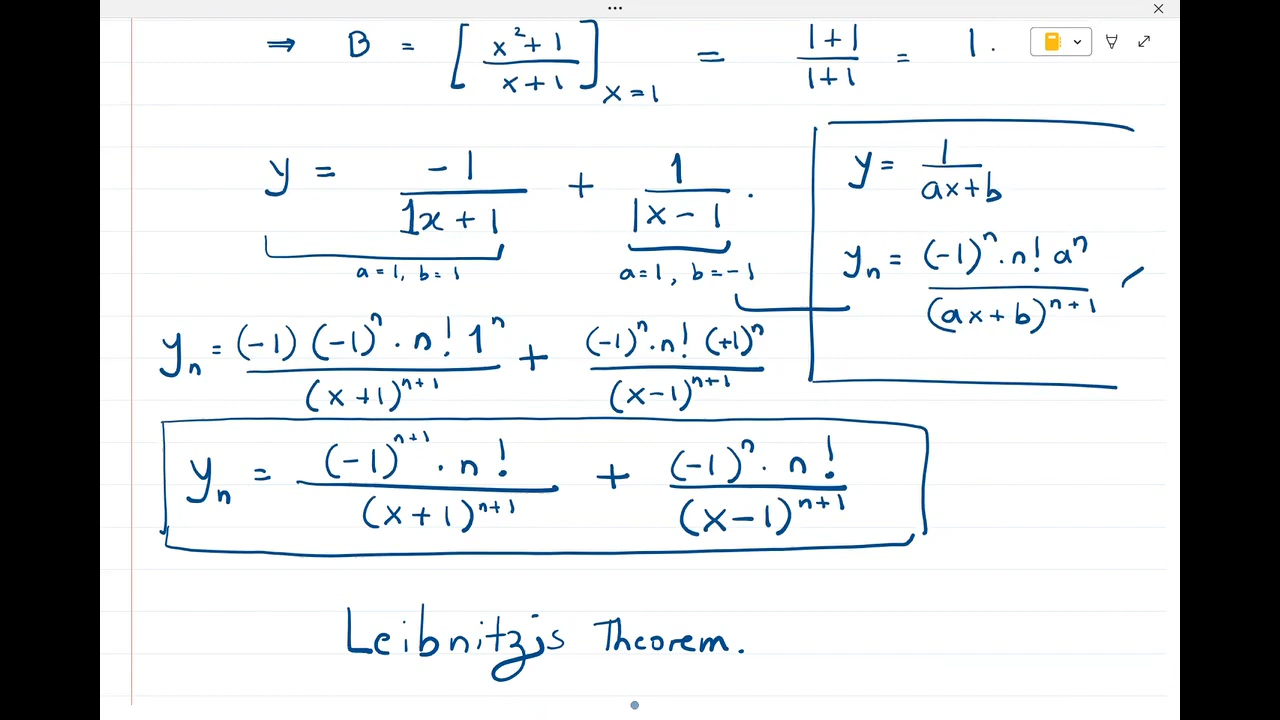 ⇒ B = [x² + 1 / x + 1]ₓ₌₁ = 1 + 1 / 1 + 1 = 1.
y = -1 / 1x + 1 + 1 / 1x - 1 .
a = 1, b = 1
a = 1, b = -1
y = 1 / ax + b
yₙ = (-1)ⁿ . n! aⁿ / (ax + b)ⁿ⁺¹
yₙ = (-1) (-1)ⁿ . n! 1ⁿ / (x + 1)ⁿ⁺¹ + (-1)ⁿ . n! (+1)ⁿ / (x - 1)ⁿ⁺¹
yₙ = (-1)ⁿ⁺¹ . n! / (x + 1)ⁿ⁺¹ + (-1)ⁿ . n! / (x - 1)ⁿ⁺¹
Leibnitz's Theorem.